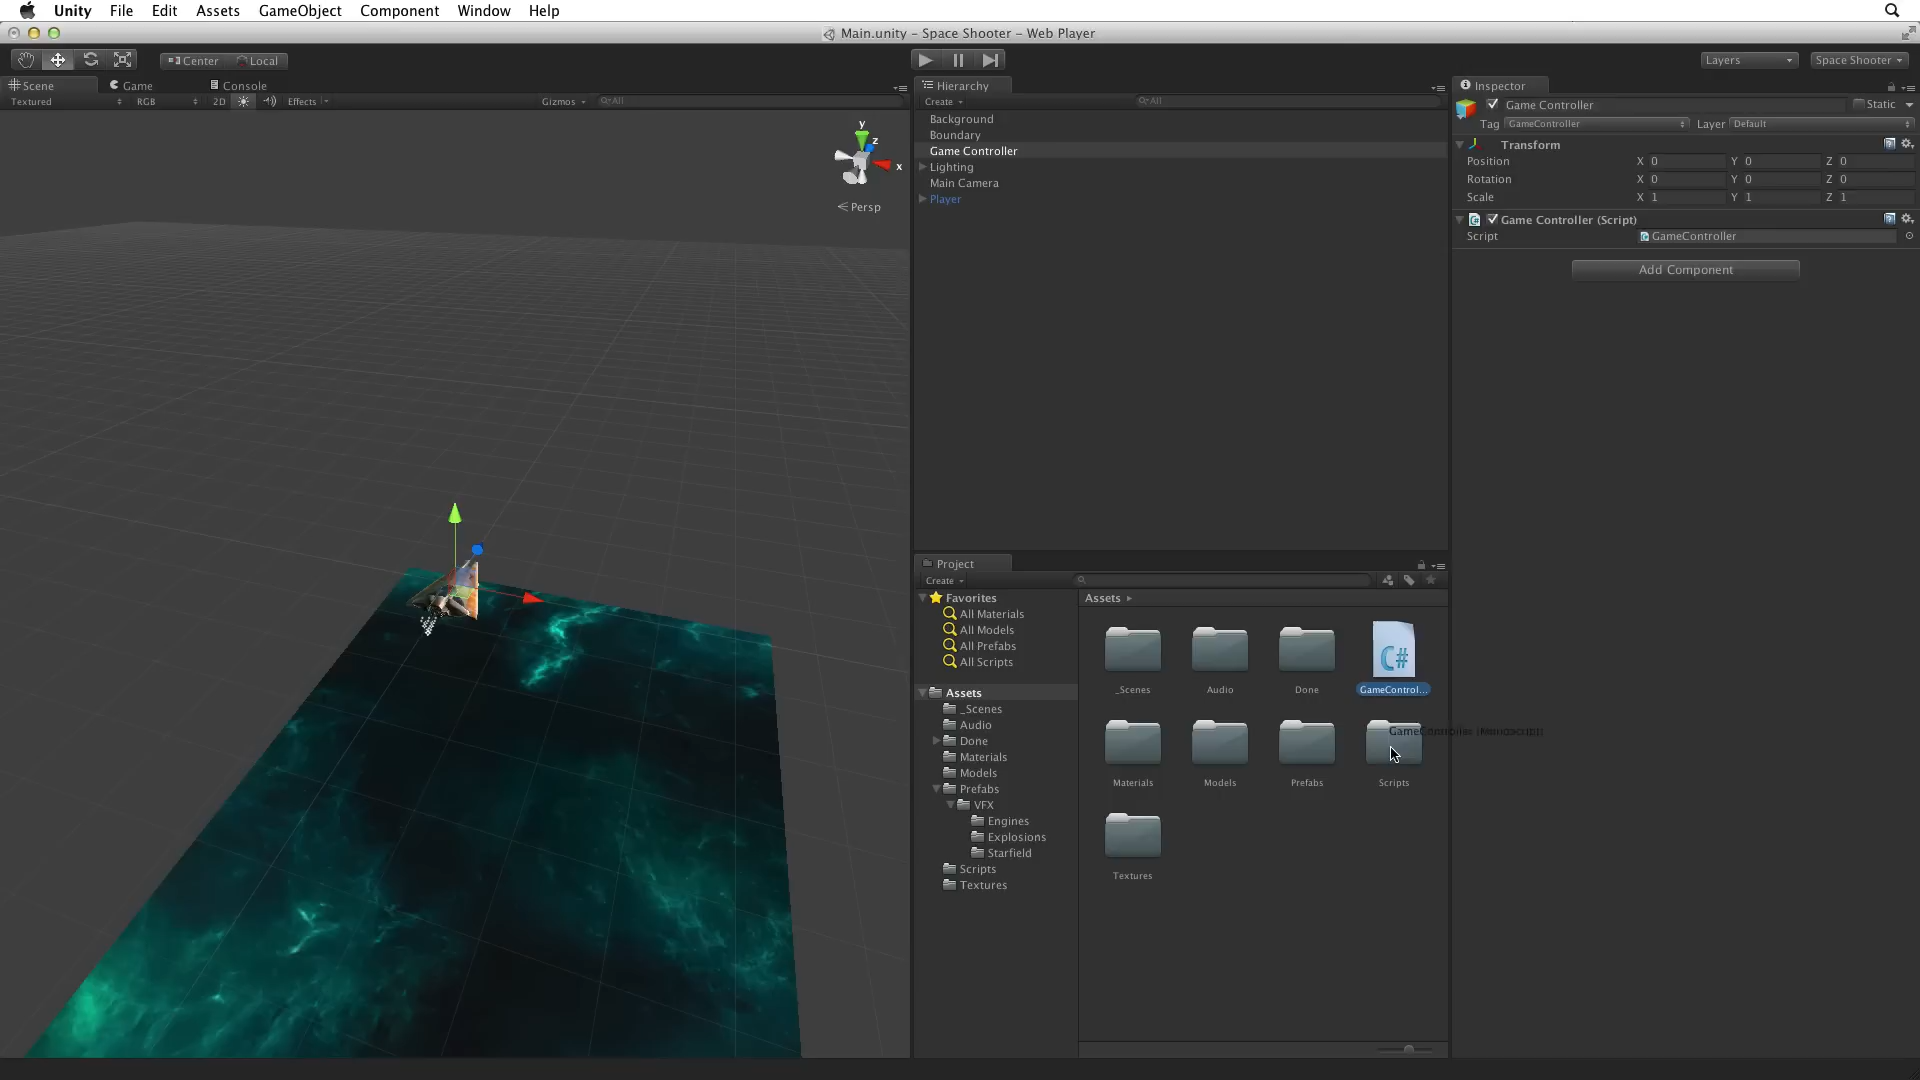 Unity File Edit Assets GameObject Component Window Help
Main.unity - Space Shooter - Web Player
Center Local
Layers Space Shooter
Scene Game Console
Textured RGB 2D Effects Gizmos All
y
z
x
Persp
Hierarchy
Create All
Background
Boundary
Game Controller
Lighting
Main Camera
Player
Project
Create
Favorites
All Materials
All Models
All Prefabs
All Scripts
Assets
_Scenes
Audio
Done
Materials
Models
Prefabs
VFX
Engines
Explosions
Starfield
Scripts
Textures
Assets
C#
_Scenes Audio Done GameControl...
GameController (MonoScript)
Materials Models Prefabs Scripts
Textures
Inspector
Game Controller Static
Tag GameController Layer Default
Transform
Position X 0 Y 0 Z 0
Rotation X 0 Y 0 Z 0
Scale X 1 Y 1 Z 1
Game Controller (Script)
Script GameController
Add Component